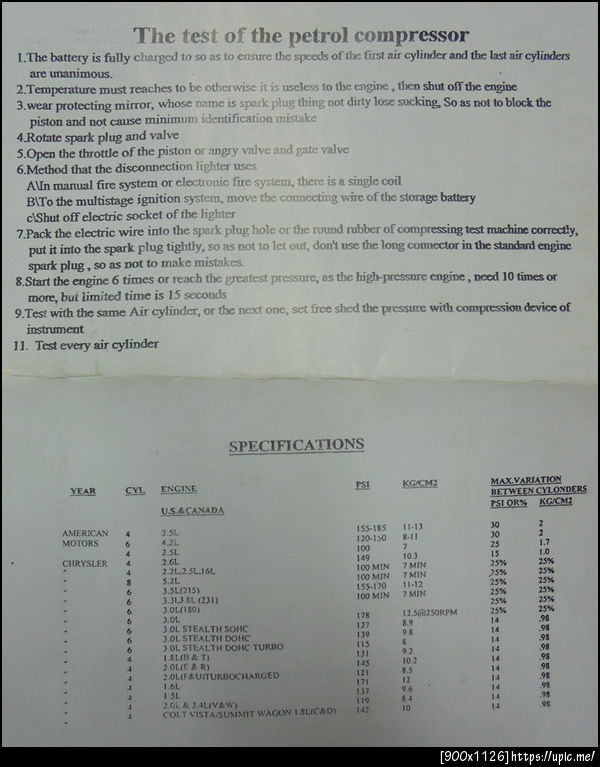 The test of the petrol compressor
1.The battery is fully charged to so as to ensure the speeds of the first air cylinder and the last air cylinders
are unanimous.
2.Temperature must reaches to be otherwise it is useless to the engine , then shut off the engine
3.wear protecting mirror, whose name is spark plug thing not dirty lose sucking, So as not to block the
piston and not cause minimum identification mistake
4.Rotate spark plug and valve
5.Open the throttle of the piston or angry valve and gate valve
6.Method that the disconnection lighter uses
A\In manual fire system or electronic fire system, there is a single coil
B\To the multistage ignition system, move the connecting wire of the storage battery
c\Shut off electric socket of the lighter
7.Pack the electric wire into the spark plug hole or the round rubber of compressing test machine correctly,
put it into the spark plug tightly, so as not to let out, don't use the long connector in the standard engine
spark plug , so as not to make mistakes.
8.Start the engine 6 times or reach the greatest pressure, as the high-pressure engine , need 10 times or
more, but limited time is 15 seconds
9.Test with the same Air cylinder, or the next one, set free shed the pressure with compression device of
instrument
11. Test every air cylinder
SPECIFICATIONS
YEAR CYL ENGINE PSI KG/CM2 MAX.VARIATION
BETWEEN CYLONDERS
PSI OR% KG/CM2
U.S.&CANADA
AMERICAN 4 2.5L 155-185 11-13 30 2
MOTORS 6 4.2L 120-150 8-11 30 2
" 4 2.5L 100 7 25 1.7
CHRYSLER 4 2.6L 149 10.3 15 1.0
" 4 2.2L,2.5L,16L 100 MIN 7 MIN 25% 25%
" 8 5.2L 100 MIN 7 MIN 25% 25%
" 6 3.5L(215) 155-170 11-12 25% 25%
" 6 3.3L3.8L (231) 100 MIN 7 MIN 25% 25%
" 6 3.0L(180) 25% 25%
" 6 3.0L 178 12.5@250RPM 25% 25%
" 6 3.0L STEALTH SOHC 127 8.9 14 .98
" 6 3.0L STEALTH DOHC 139 9.8 14 .98
" 6 3.0L STEALTH DOHC TURBO 115 8 14 .98
" 4 1.8L(B & T) 131 9.2 14 .98
" 4 2.0L(E & R) 145 10.2 14 .98
" 4 2.0L(F&U)TURBOCHARGED 121 8.5 14 .98
" 4 1.6L 171 12 14 .98
" 4 1.5L 137 9.6 14 .98
" 4 2.0L & 2.4L(V&W) 119 8.4 14 .98
" 4 COLT VISTA/SUMMIT WAGON 1.8L(C&D) 142 10 14 .98
[900x1126]https://upic.me/